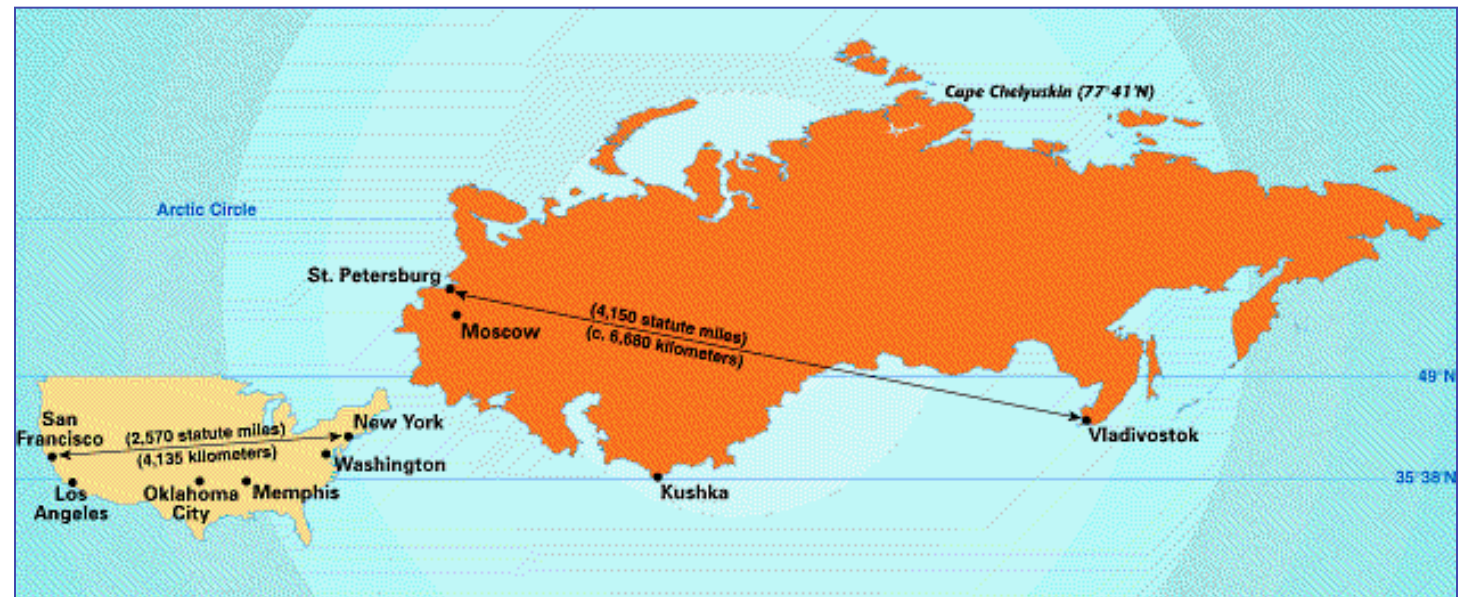 Cape Chelyuskin (77°41'N)
Arctic Circle
St. Petersburg
(4,150 statute miles)
(c. 6,680 kilometers)
Moscow
49°N
San
Francisco
(2,570 statute miles)
(4,135 kilometers)
New York
Washington
Vladivostok
Los
Angeles
Oklahoma
City
Memphis
Kushka
35°38'N